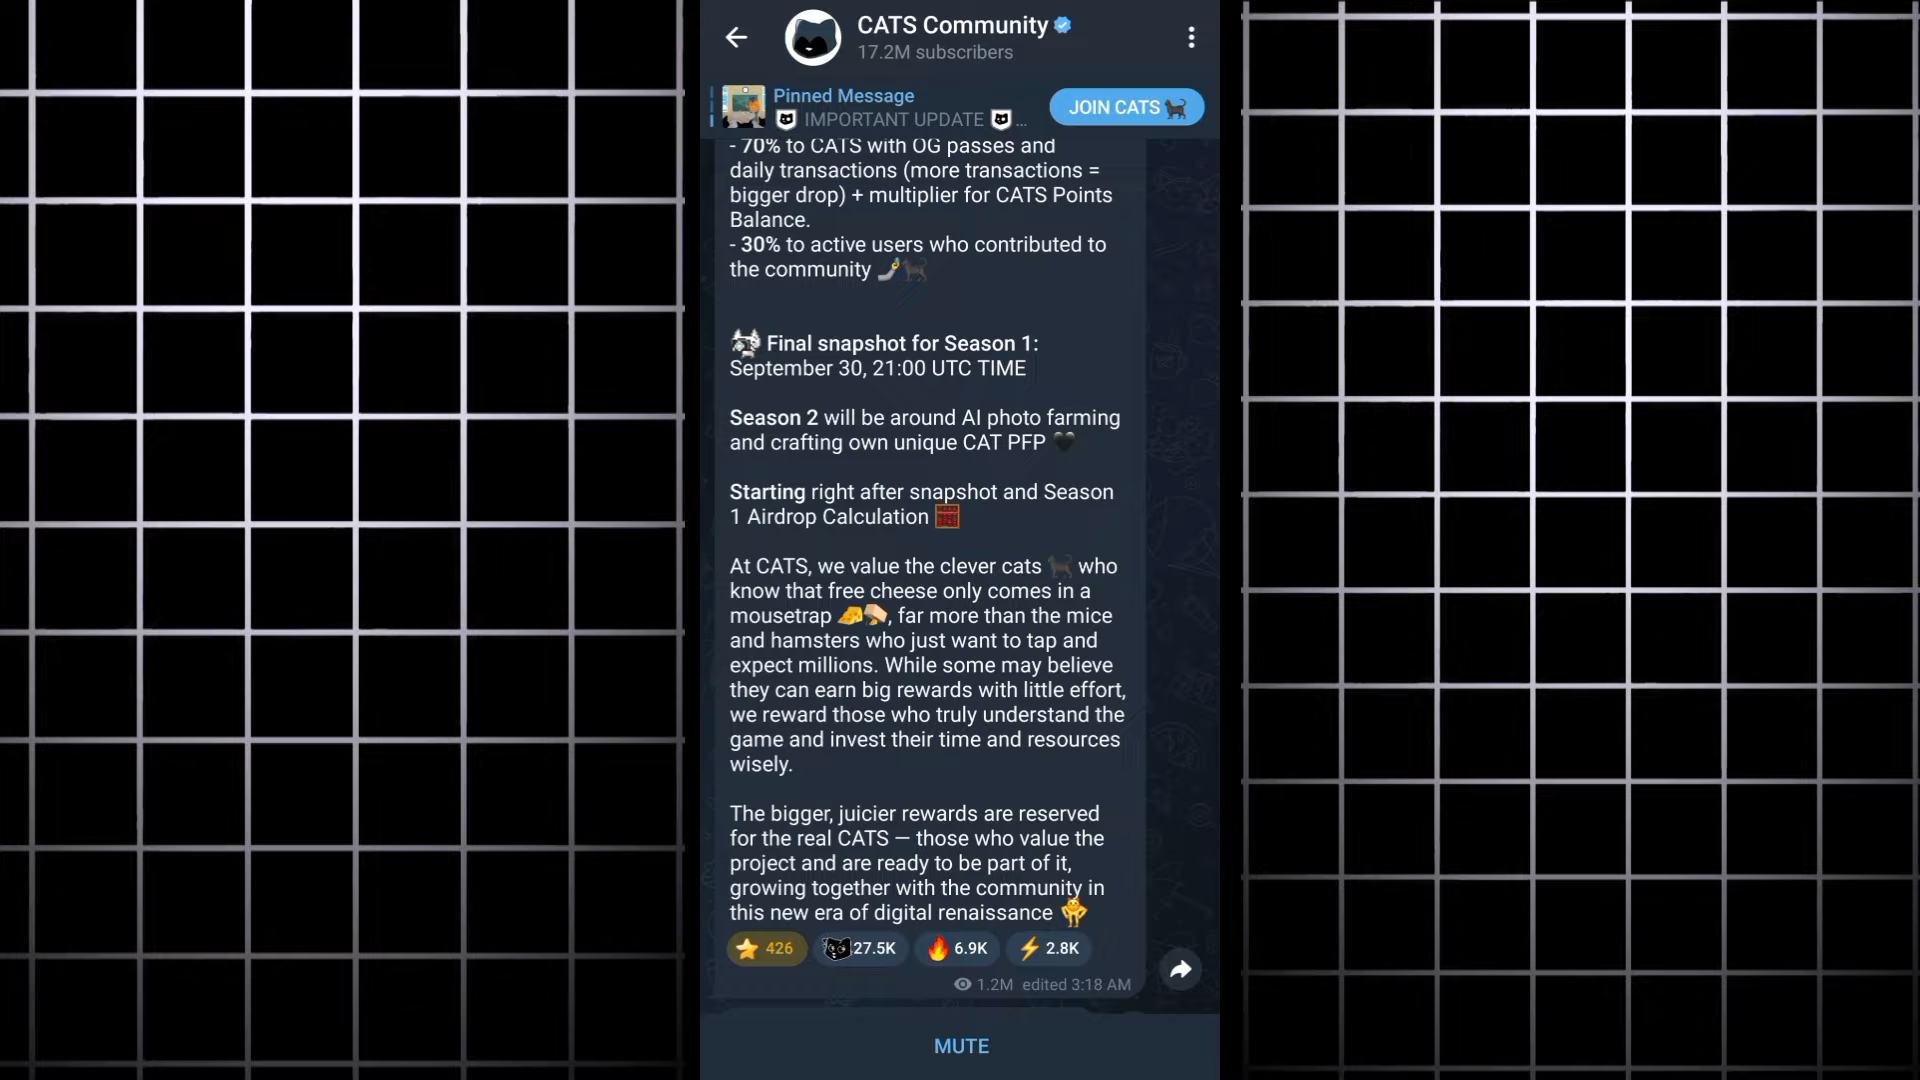 CATS Community
17.2M subscribers
Pinned Message
IMPORTANT UPDATE ...
JOIN CATS
- 70% to CATS with OG passes and
daily transactions (more transactions =
bigger drop) + multiplier for CATS Points
Balance.
- 30% to active users who contributed to
the community
Final snapshot for Season 1:
September 30, 21:00 UTC TIME
Season 2 will be around AI photo farming
and crafting own unique CAT PFP
Starting right after snapshot and Season
1 Airdrop Calculation
At CATS, we value the clever cats who
know that free cheese only comes in a
mousetrap , far more than the mice
and hamsters who just want to tap and
expect millions. While some may believe
they can earn big rewards with little effort,
we reward those who truly understand the
game and invest their time and resources
wisely.
The bigger, juicier rewards are reserved
for the real CATS — those who value the
project and are ready to be part of it,
growing together with the community in
this new era of digital renaissance
426 27.5K 6.9K 2.8K
1.2M edited 3:18 AM
MUTE